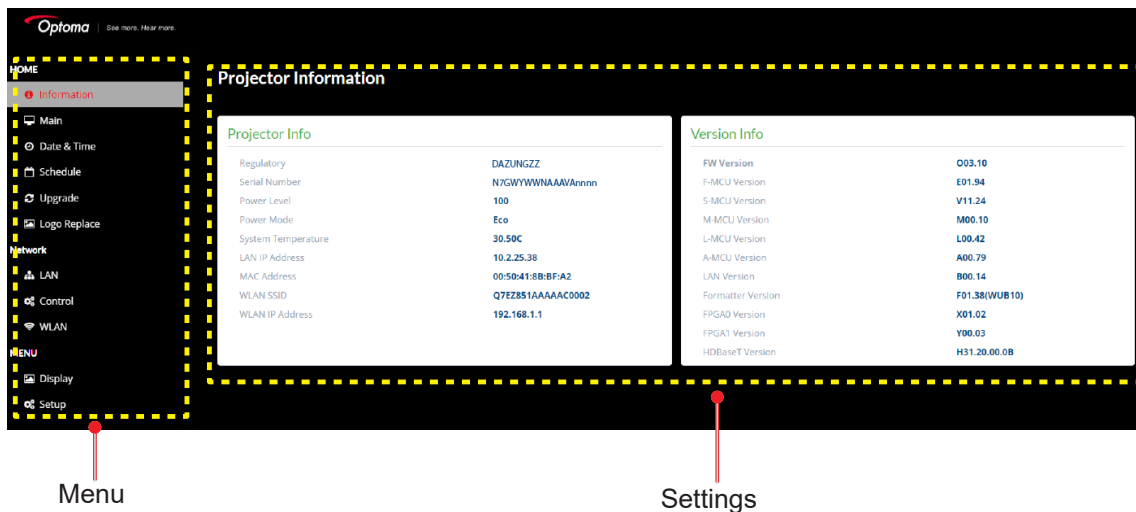 Optoma See more. Hear more.
HOME
Information
Main
Date & Time
Schedule
Upgrade
Logo Replace
Network
LAN
Control
WLAN
MENU
Display
Setup
Projector Information
Projector Info
Regulatory DAZUNGZZ
Serial Number N7GWYWWNAAAVAnnnn
Power Level 100
Power Mode Eco
System Temperature 30.50C
LAN IP Address 10.2.25.38
MAC Address 00:50:41:8B:BF:A2
WLAN SSID Q7EZ851AAAAAC0002
WLAN IP Address 192.168.1.1
Version Info
FW Version O03.10
F-MCU Version E01.94
S-MCU Version V11.24
M-MCU Version M00.10
L-MCU Version L00.42
A-MCU Version A00.79
LAN Version B00.14
Formatter Version F01.38(WUB10)
FPGA0 Version X01.02
FPGA1 Version Y00.03
HDBaseT Version H31.20.00.0B
Menu
Settings